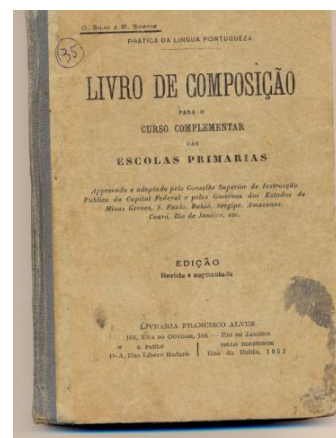 O. BILAC & M. BOMFIM
PRATICA DA LINGUA PORTUGUEZA
35
LIVRO DE COMPOSIÇÃO
PARA O
CURSO COMPLEMENTAR
DAS
ESCOLAS PRIMARIAS
Approvado e adoptado pelo Conselho Superior de Instrucção
Publica da Capital Federal e pelos Governos dos Estados de
Minas Geraes, S. Paulo, Bahia, Sergipe, Amazonas,
Ceará, Rio de Janeiro, etc.
EDIÇÃO
Revista e augmentada
LIVRARIA FRANCISCO ALVES
166, RUA DO OUVIDOR, 166 — RIO DE JANEIRO
S. PAULO
BELLO HORIZONTE
Rua Libero Badaró
Rua da Bahia, 1052